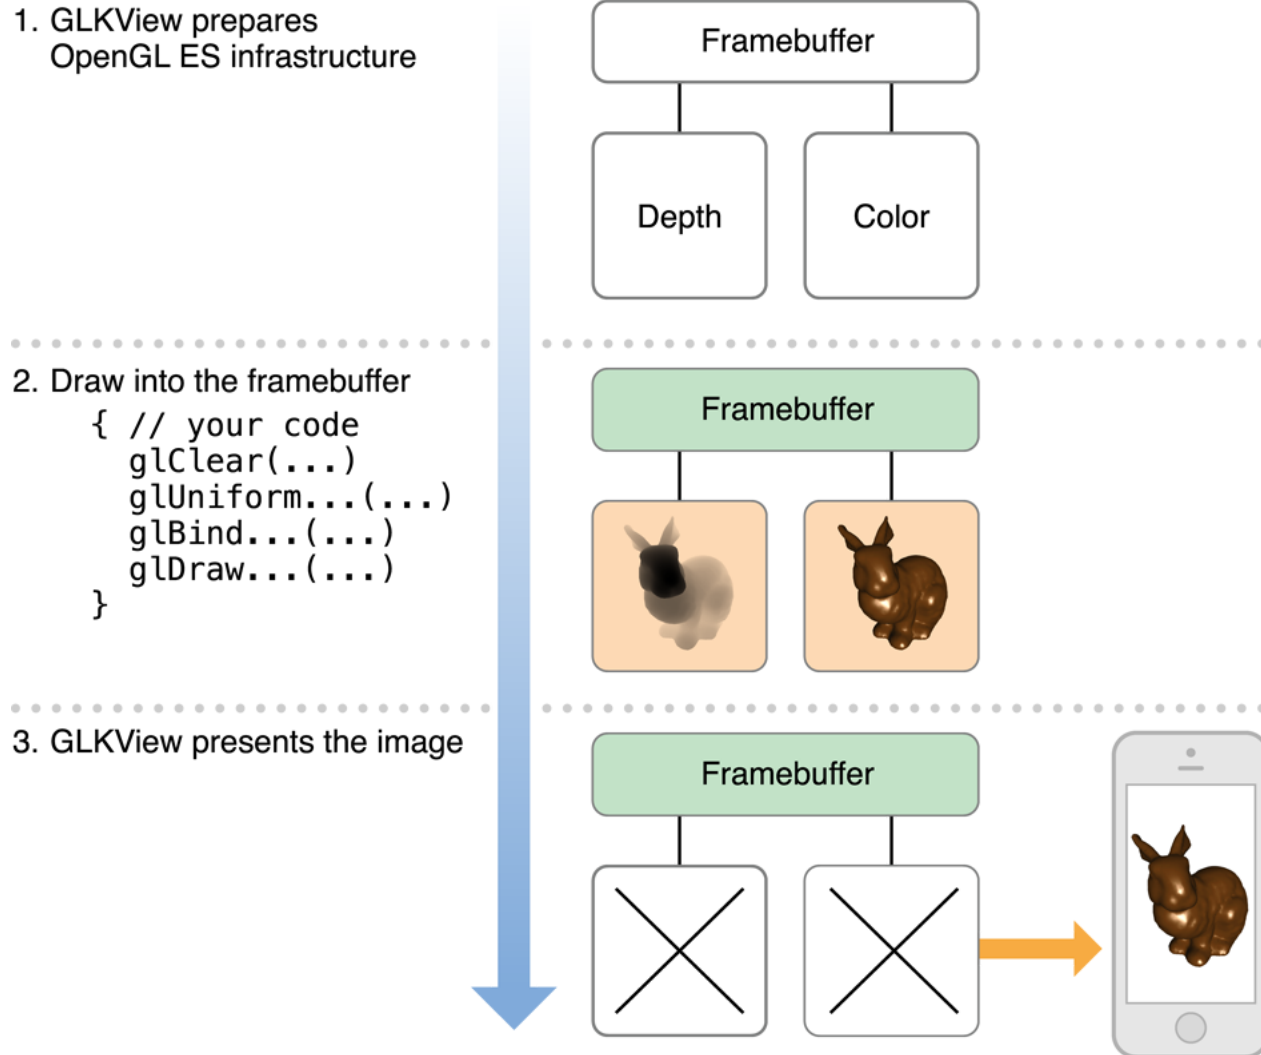 1. GLKView prepares
OpenGL ES infrastructure
Framebuffer
Depth
Color
2. Draw into the framebuffer
{ // your code
glClear(...)
glUniform...(...)
glBind...(...)
glDraw...(...)
}
Framebuffer
3. GLKView presents the image
Framebuffer